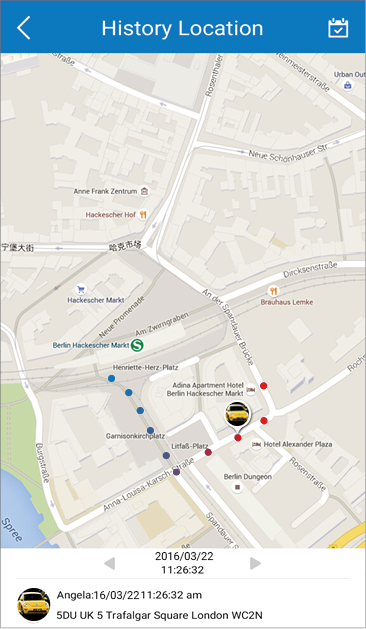 History Location
Rosenthaler
Urban Out
Neue Schönhauser Str
Anne Frank Zentrum
Hackescher Hof
宁堡大街
哈克市场
Dircksenstraße
An der Spandauer Brücke
Hackescher Markt
Brauhaus Lemke
Neue Promenade
Am Zwirngraben
Berlin Hackescher Markt
Henriette-Herz-Platz
Rochs
Adina Apartment Hotel
Berlin Hackescher Markt
Garnisonkirchplatz
Litfaß-Platz
Hotel Alexander Plaza
Burgstraße
Anna-Louisa-Karsch-Straße
Berlin Dungeon
Rosenstraße
Spandauer
Spree
2016/03/22
11:26:32
Angela:16/03/2211:26:32 am
5DU UK 5 Trafalgar Square London WC2N